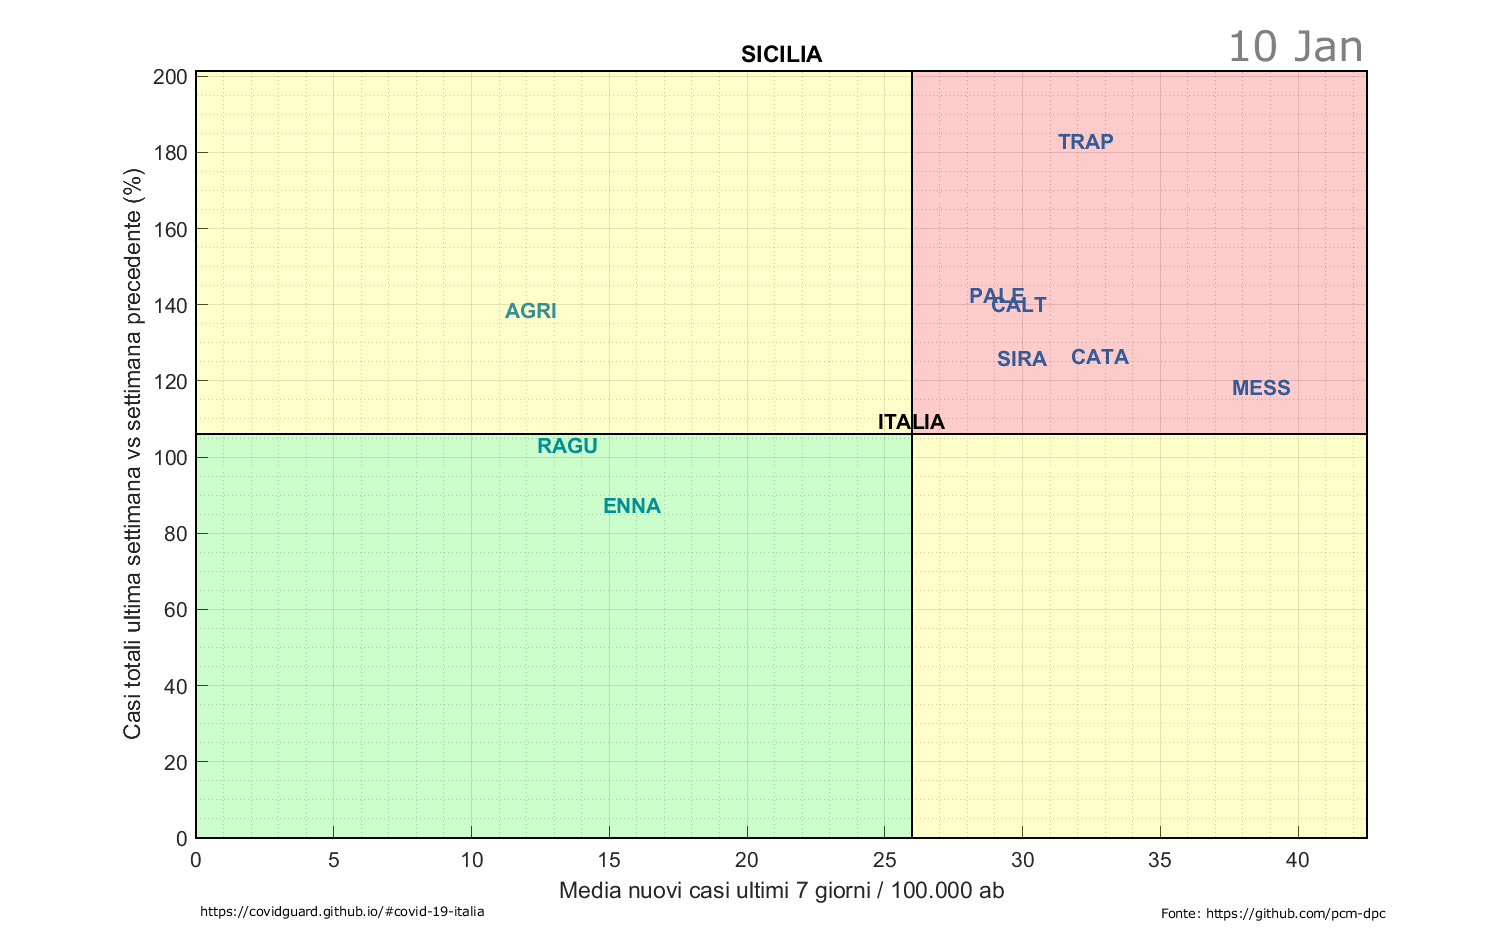 SICILIA
10 Jan
Casi totali ultima settimana vs settimana precedente (%)
200
180
160
140
120
100
80
60
40
20
0
TRAP
PALE
CALT
AGRI
SIRA
CATA
MESS
ITALIA
RAGU
ENNA
0 5 10 15 20 25 30 35 40
Media nuovi casi ultimi 7 giorni / 100.000 ab
https://covidguard.github.io/#covid-19-italia
Fonte: https://github.com/pcm-dpc